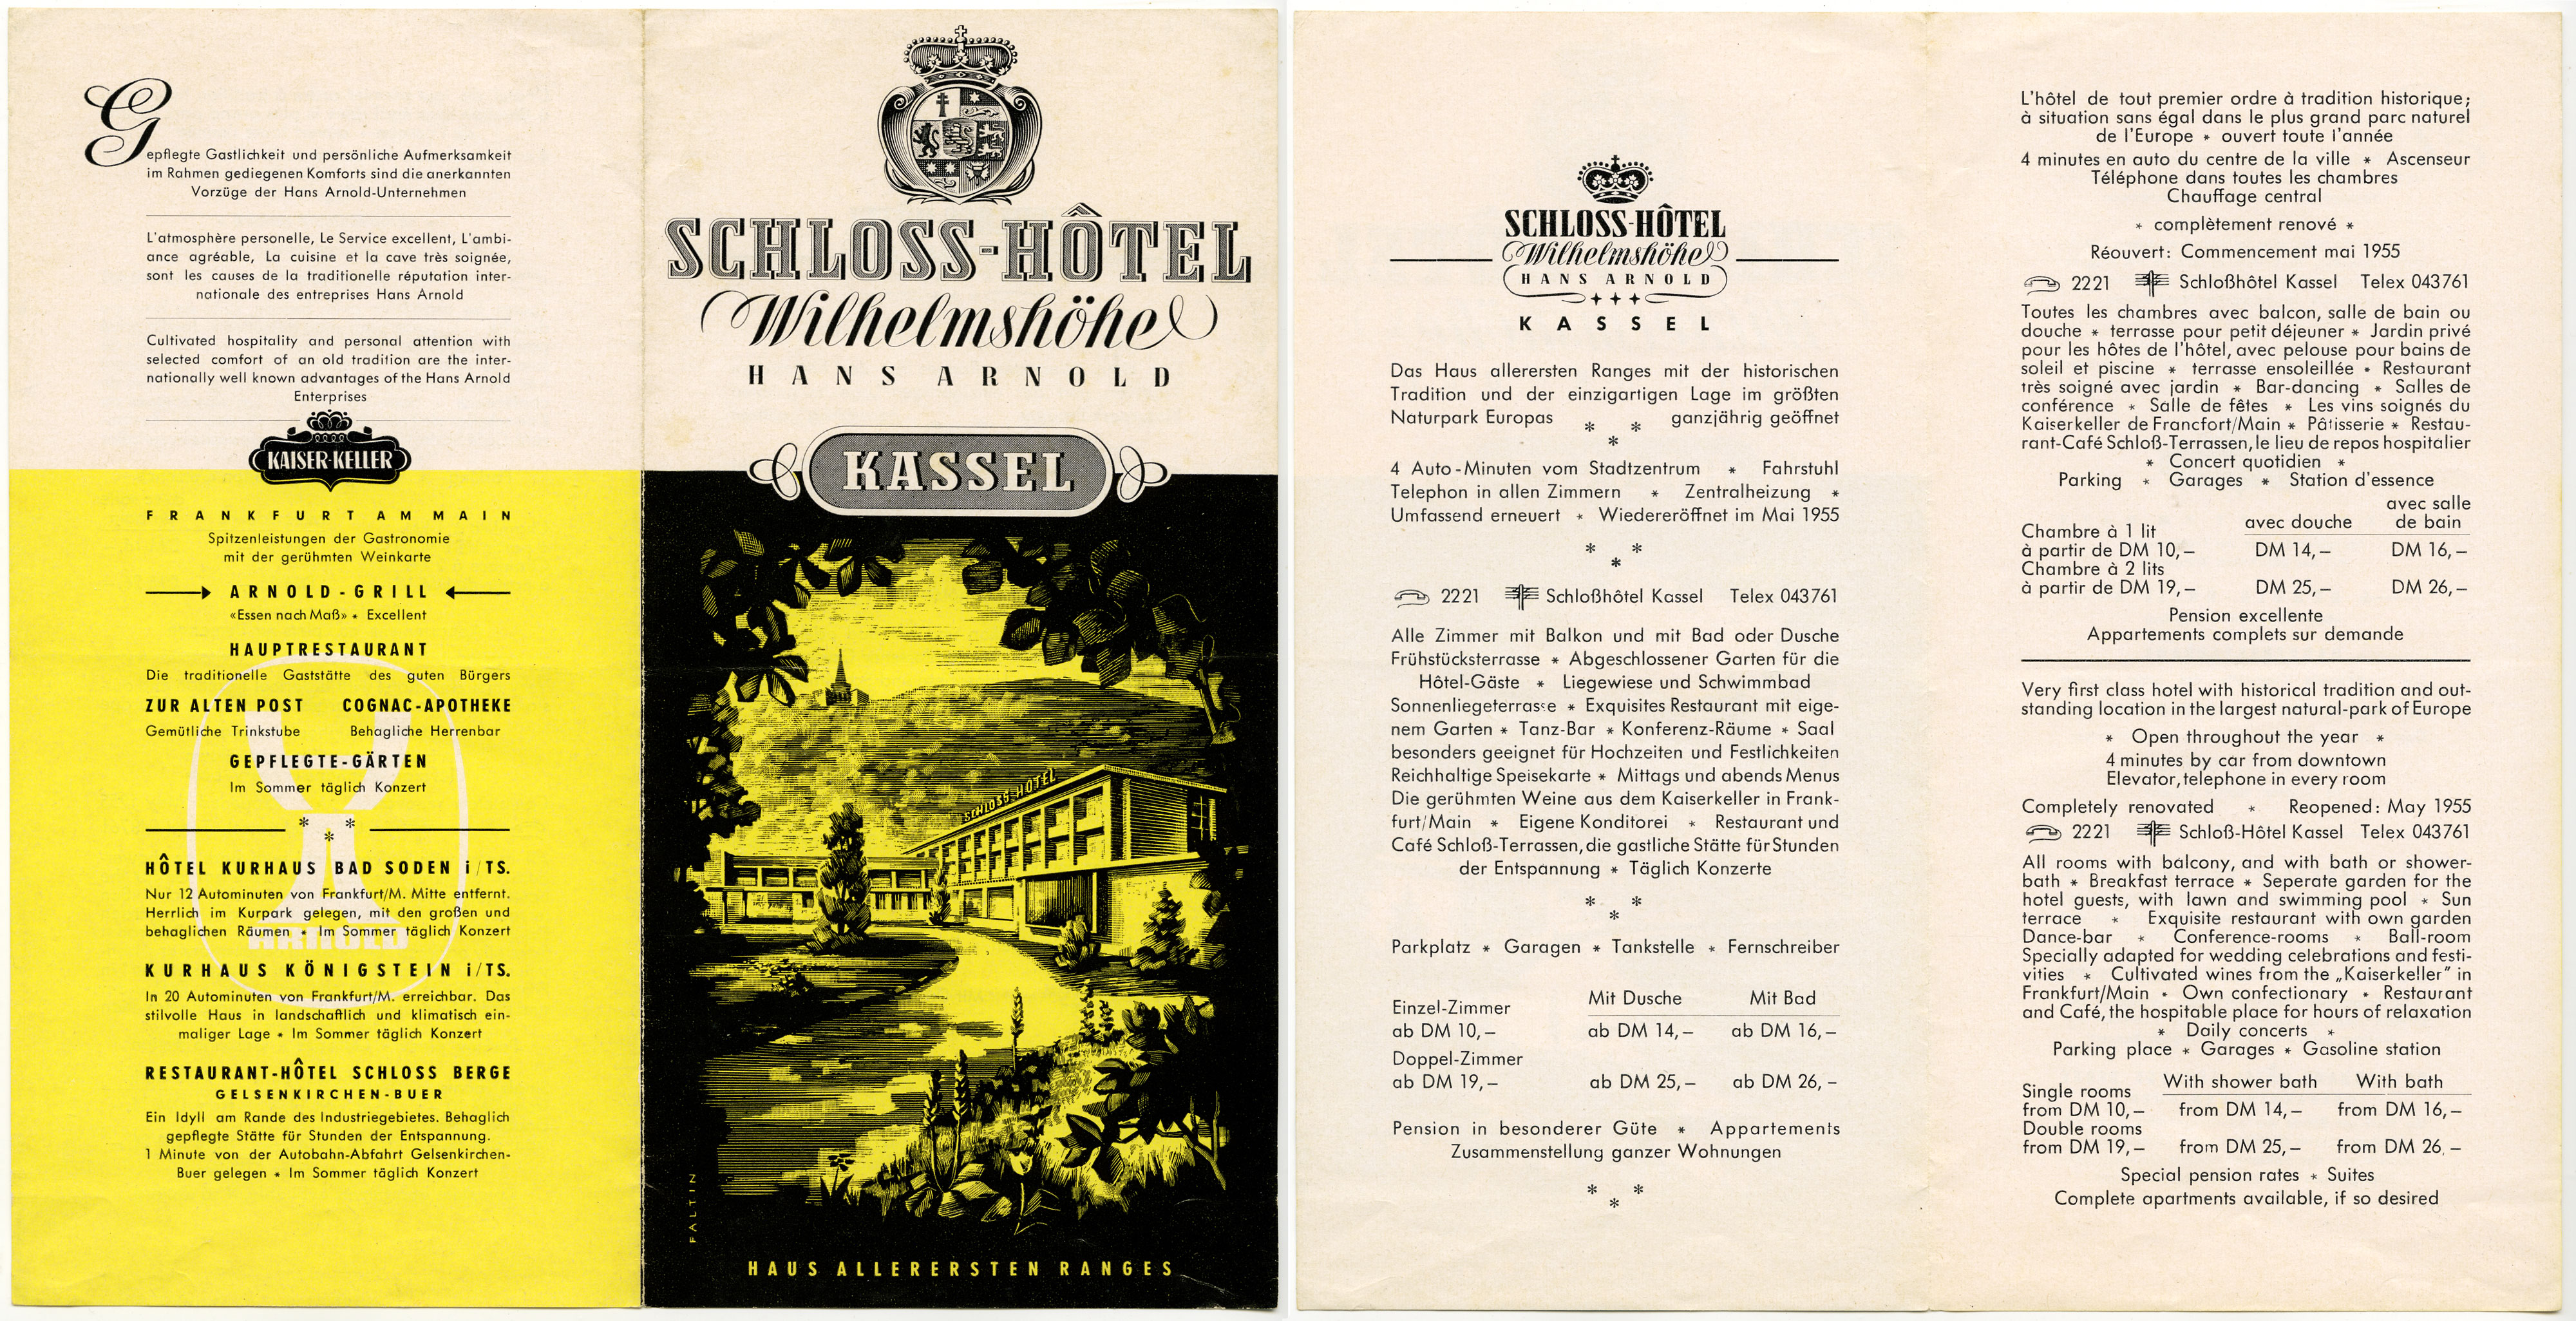 Gepflegte Gastlichkeit und persönliche Aufmerksamkeit
im Rahmen gediegenen Komforts sind die anerkannten
Vorzüge der Hans Arnold-Unternehmen
L'atmosphère personelle, Le Service excellent, L'ambi-
ance agréable, La cuisine et la cave très soignée,
sont les causes de la traditionelle réputation inter-
nationale des entreprises Hans Arnold
Cultivated hospitality and personal attention with
selected comfort of an old tradition are the inter-
nationally well known advantages of the Hans Arnold
Enterprises
KAISER-KELLER
FRANKFURT AM MAIN
Spitzenleistungen der Gastronomie
mit der gerühmten Weinkarte
ARNOLD-GRILL
«Essen nach Maß» * Excellent
HAUPTRESTAURANT
Die traditionelle Gaststätte des guten Bürgers
ZUR ALTEN POST COGNAC-APOTHEKE
Gemütliche Trinkstube Behagliche Herrenbar
GEPFLEGTE-GÄRTEN
Im Sommer täglich Konzert
* * *
HÔTEL KURHAUS BAD SODEN i/TS.
Nur 12 Autominuten von Frankfurt/M. Mitte entfernt.
Herrlich im Kurpark gelegen, mit den großen und
behaglichen Räumen * Im Sommer täglich Konzert
ARNOLD
KURHAUS KÖNIGSTEIN i/TS.
In 20 Autominuten von Frankfurt/M. erreichbar. Das
stilvolle Haus in landschaftlich und klimatisch ein-
maliger Lage * Im Sommer täglich Konzert
RESTAURANT-HÔTEL SCHLOSS BERGE
GELSENKIRCHEN-BUER
Ein Idyll am Rande des Industriegebietes. Behaglich
gepflegte Stätte für Stunden der Entspannung.
1 Minute von der Autobahn-Abfahrt Gelsenkirchen-
Buer gelegen * Im Sommer täglich Konzert
SCHLOSS-HÔTEL
Wilhelmshöhe
HANS ARNOLD
KASSEL
SCHLOSS HOTEL
FALTIN
HAUS ALLERERSTEN RANGES
SCHLOSS-HÔTEL
Wilhelmshöhe
HANS ARNOLD
KASSEL
Das Haus allerersten Ranges mit der historischen
Tradition und der einzigartigen Lage im größten
Naturpark Europas * * * ganzjährig geöffnet
4 Auto-Minuten vom Stadtzentrum * Fahrstuhl
Telephon in allen Zimmern * Zentralheizung *
Umfassend erneuert * Wiedereröffnet im Mai 1955
* * *
2221 Schloßhôtel Kassel Telex 043761
Alle Zimmer mit Balkon und mit Bad oder Dusche
Frühstücksterrasse * Abgeschlossener Garten für die
Hôtel-Gäste * Liegewiese und Schwimmbad
Sonnenliegeterrasse * Exquisites Restaurant mit eige-
nem Garten * Tanz-Bar * Konferenz-Räume * Saal
besonders geeignet für Hochzeiten und Festlichkeiten
Reichhaltige Speisekarte * Mittags und abends Menus
Die gerühmten Weine aus dem Kaiserkeller in Frank-
furt/Main * Eigene Konditorei * Restaurant und
Café Schloß-Terrassen, die gastliche Stätte für Stunden
der Entspannung * Täglich Konzerte
* * *
Parkplatz * Garagen * Tankstelle * Fernschreiber
Mit Dusche Mit Bad
Einzel-Zimmer
ab DM 10,– ab DM 14,– ab DM 16,–
Doppel-Zimmer
ab DM 19,– ab DM 25,– ab DM 26,–
Pension in besonderer Güte * Appartements
Zusammenstellung ganzer Wohnungen
* * *
L'hôtel de tout premier ordre à tradition historique;
à situation sans égal dans le plus grand parc naturel
de l'Europe * ouvert toute l'année
4 minutes en auto du centre de la ville * Ascenseur
Téléphone dans toutes les chambres
Chauffage central
* complètement renové *
Réouvert: Commencement mai 1955
2221 Schloßhôtel Kassel Telex 043761
Toutes les chambres avec balcon, salle de bain ou
douche * terrasse pour petit déjeuner * Jardin privé
pour les hôtes de l'hôtel, avec pelouse pour bains de
soleil et piscine * terrasse ensoleillée * Restaurant
très soigné avec jardin * Bar-dancing * Salles de
conférence * Salle de fêtes * Les vins soignés du
Kaiserkeller de Francfort/Main * Pâtisserie * Restau-
rant-Café Schloß-Terrassen, le lieu de repos hospitalier
* Concert quotidien *
Parking * Garages * Station d'essence
avec salle
avec douche de bain
Chambre à 1 lit
à partir de DM 10,– DM 14,– DM 16,–
Chambre à 2 lits
à partir de DM 19,– DM 25,– DM 26,–
Pension excellente
Appartements complets sur demande
Very first class hotel with historical tradition and out-
standing location in the largest natural-park of Europe
* Open throughout the year *
4 minutes by car from downtown
Elevator, telephone in every room
Completely renovated * Reopened: May 1955
2221 Schloß-Hôtel Kassel Telex 043761
All rooms with balcony, and with bath or shower-
bath * Breakfast terrace * Seperate garden for the
hotel guests, with lawn and swimming pool * Sun
terrace * Exquisite restaurant with own garden
Dance-bar * Conference-rooms * Ball-room
Specially adapted for wedding celebrations and festi-
vities * Cultivated wines from the „Kaiserkeller" in
Frankfurt/Main * Own confectionary * Restaurant
and Café, the hospitable place for hours of relaxation
* Daily concerts *
Parking place * Garages * Gasoline station
With shower bath With bath
Single rooms
from DM 10,– from DM 14,– from DM 16,–
Double rooms
from DM 19,– from DM 25,– from DM 26,–
Special pension rates * Suites
Complete apartments available, if so desired